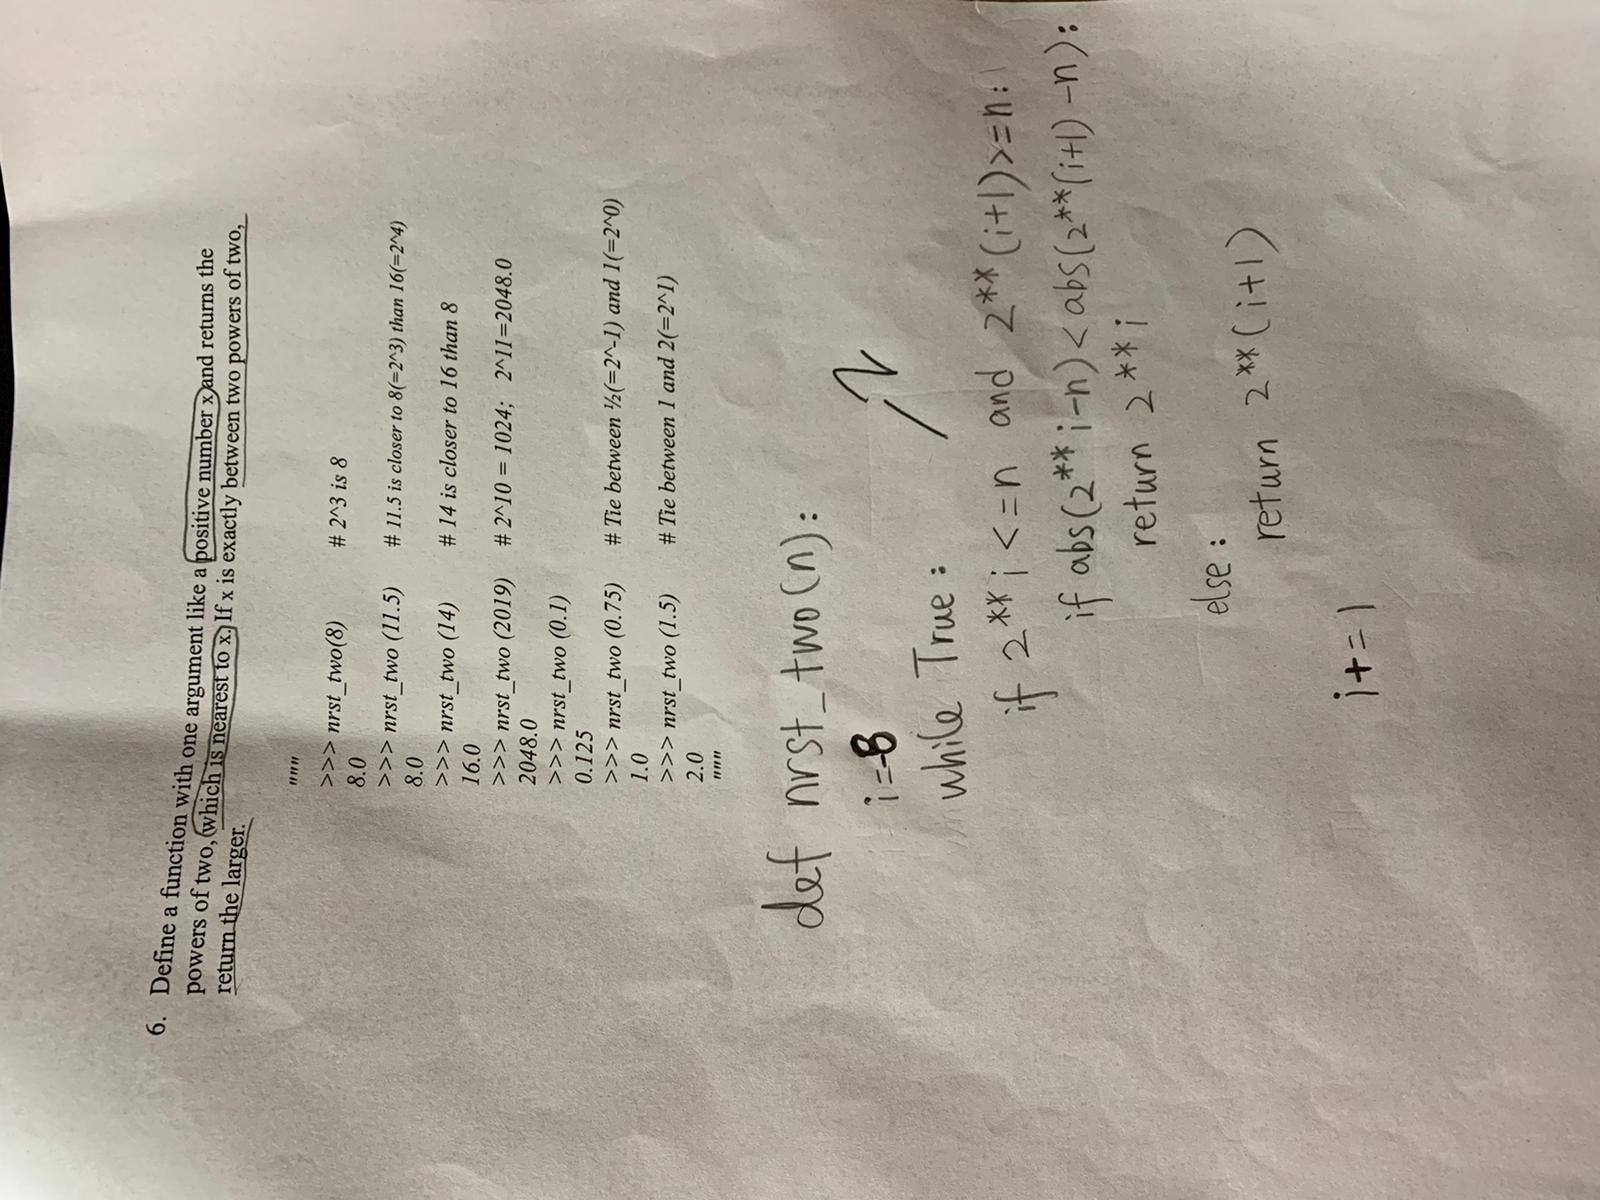 6. Define a function with one argument like a positive number x and returns the
powers of two, which is nearest to x. If x is exactly between two powers of two,
return the larger.
"""
>>> nrst_two(8) # 2^3 is 8
8.0
>>> nrst_two (11.5) # 11.5 is closer to 8(=2^3) than 16(=2^4)
8.0
>>> nrst_two (14) # 14 is closer to 16 than 8
16.0
>>> nrst_two (2019) # 2^10 = 1024; 2^11=2048.0
2048.0
>>> nrst_two (0.1)
0.125
>>> nrst_two (0.75) # Tie between ½(=2^-1) and 1(=2^0)
1.0
>>> nrst_two (1.5) # Tie between 1 and 2(=2^1)
2.0
"""
def nrst_two(n):
i=-8
while True:
if 2**i <=n and 2**(i+1)>=n:
if abs(2**i-n)<abs(2**(i+1)-n):
return 2**i
else:
return 2**(i+1)
i+=1